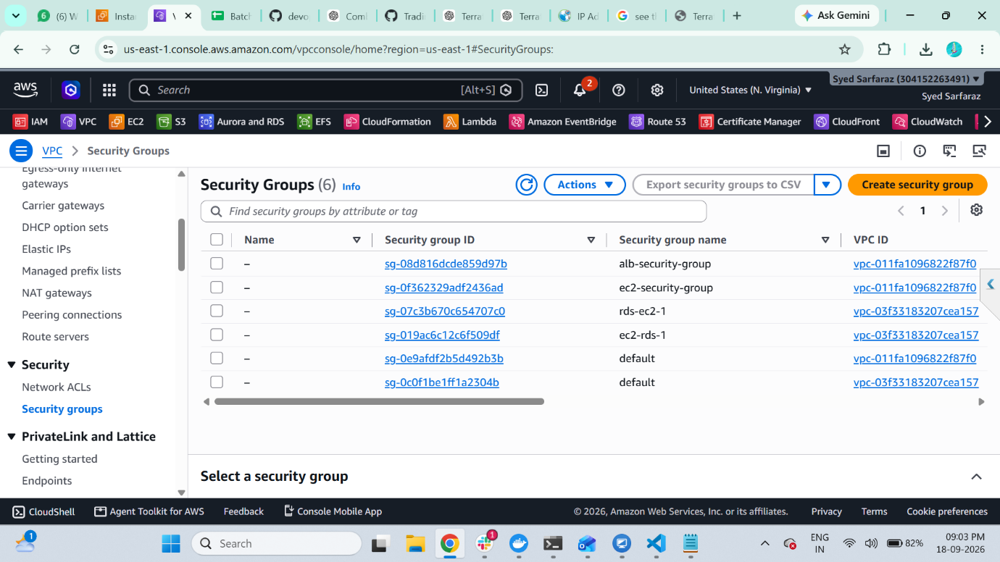 6
(6) W
Instan
V
Batch
devo
Coml
Tradi
Terra
Terra
IP Ad
see th
Terra
Ask Gemini
us-east-1.console.aws.amazon.com/vpcconsole/home?region=us-east-1#SecurityGroups:
aws
Search
[Alt+S]
2
United States (N. Virginia)
Syed Sarfaraz (304152263491)
Syed Sarfaraz
IAM
VPC
EC2
S3
Aurora and RDS
EFS
CloudFormation
Lambda
Amazon EventBridge
Route 53
Certificate Manager
CloudFront
CloudWatch
VPC
Security Groups
Egress-only internet
gateways
Carrier gateways
DHCP option sets
Elastic IPs
Managed prefix lists
NAT gateways
Peering connections
Route servers
Security
Network ACLs
Security groups
PrivateLink and Lattice
Getting started
Endpoints
Security Groups (6) Info
Actions
Export security groups to CSV
Create security group
Find security groups by attribute or tag
1
Name Security group ID Security group name VPC ID
– sg-08d816dcde859d97b alb-security-group vpc-011fa1096822f87f0
– sg-0f362329adf2436ad ec2-security-group vpc-011fa1096822f87f0
– sg-07c3b670c654707c0 rds-ec2-1 vpc-03f33183207cea157
– sg-019ac6c12c6f509df ec2-rds-1 vpc-03f33183207cea157
– sg-0e9afdf2b5d492b3b default vpc-011fa1096822f87f0
– sg-0c0f1be1ff1a2304b default vpc-03f33183207cea157
Select a security group
CloudShell
Agent Toolkit for AWS
Feedback
Console Mobile App
© 2026, Amazon Web Services, Inc. or its affiliates.
Privacy
Terms
Cookie preferences
1
Search
1
ENG
IN
82%
09:03 PM
18-09-2026